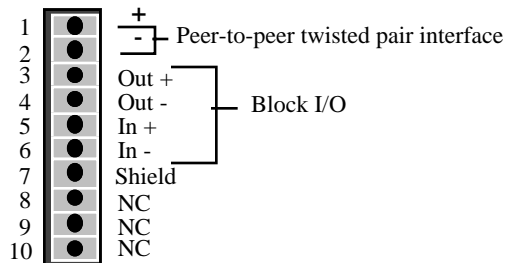 1 +
- Peer-to-peer twisted pair interface
2
3 Out +
4 Out - Block I/O
5 In +
6 In -
7 Shield
8 NC
9 NC
10 NC